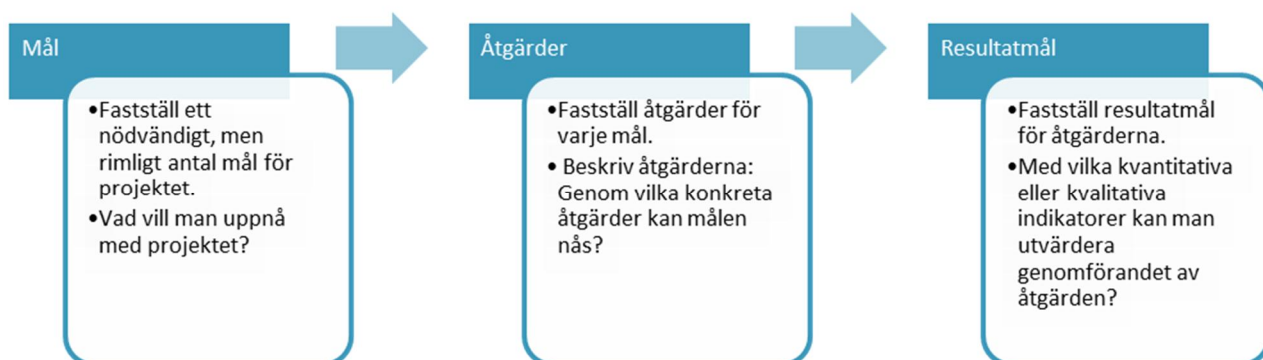 Mål
•Fastställ ett
nödvändigt, men
rimligt antal mål för
projektet.
•Vad vill man uppnå
med projektet?
Åtgärder
•Fastställ åtgärder för
varje mål.
• Beskriv åtgärderna:
Genom vilka konkreta
åtgärder kan målen
nås?
Resultatmål
•Fastställ resultatmål
för åtgärderna.
•Med vilka kvantitativa
eller kvalitativa
indikatorer kan man
utvärdera
genomförandet av
åtgärden?